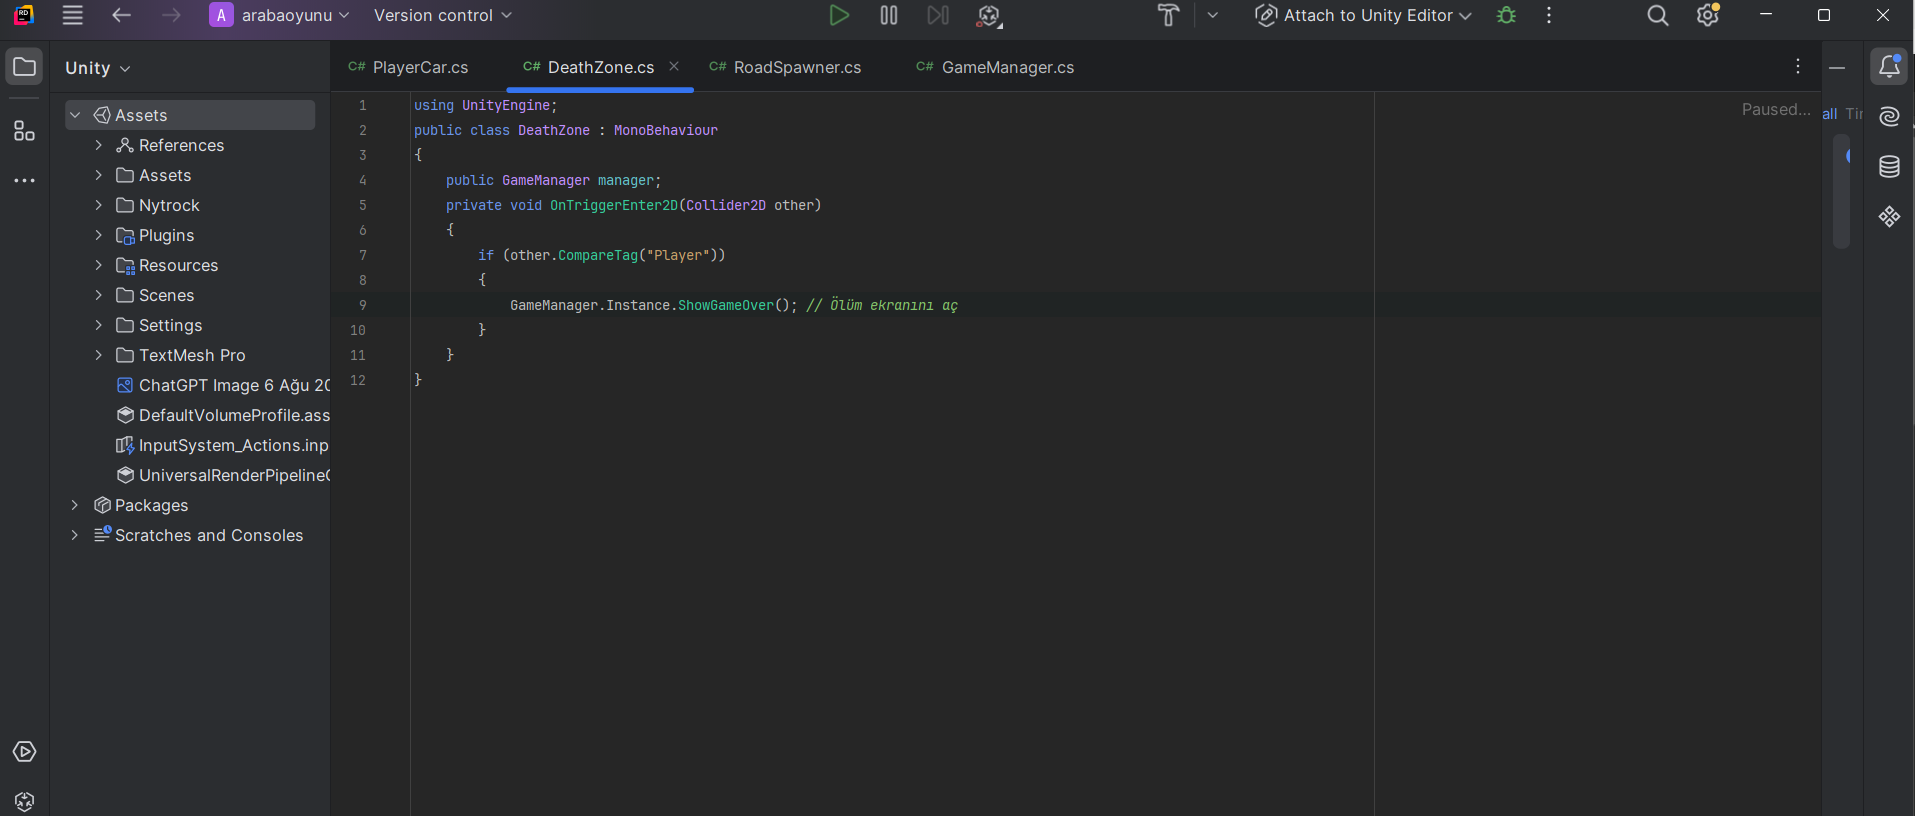 RD
A arabaoyunu
Version control
Attach to Unity Editor
Unity
C# PlayerCar.cs
C# DeathZone.cs
C# RoadSpawner.cs
C# GameManager.cs
Assets
References
Assets
Nytrock
Plugins
Resources
Scenes
Settings
TextMesh Pro
ChatGPT Image 6 Ağu 20
DefaultVolumeProfile.ass
InputSystem_Actions.inp
UniversalRenderPipeline
Packages
Scratches and Consoles
1 using UnityEngine;
2 public class DeathZone : MonoBehaviour
3 {
4 public GameManager manager;
5 private void OnTriggerEnter2D(Collider2D other)
6 {
7 if (other.CompareTag("Player"))
8 {
9 GameManager.Instance.ShowGameOver(); // Ölüm ekranını aç
10 }
11 }
12 }
Paused...
all Tir